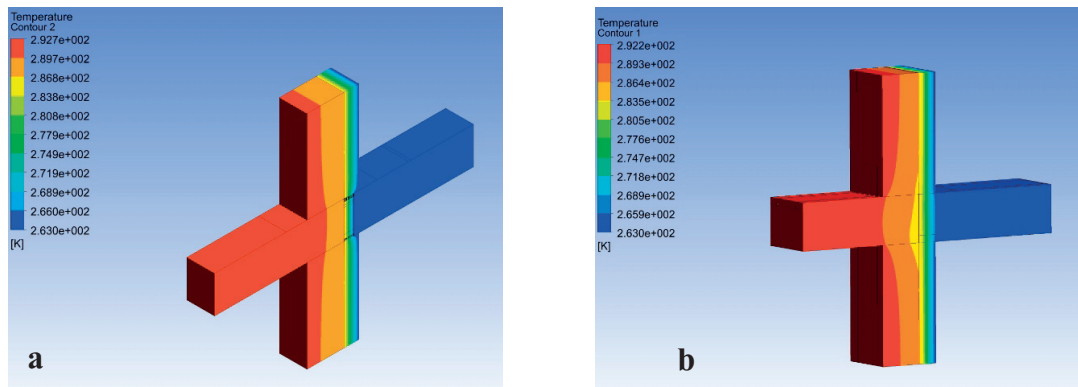 Temperature
Contour 2
2.927e+002
2.897e+002
2.868e+002
2.838e+002
2.808e+002
2.779e+002
2.749e+002
2.719e+002
2.689e+002
2.660e+002
2.630e+002
[K]
a
Temperature
Contour 1
2.922e+002
2.893e+002
2.864e+002
2.835e+002
2.805e+002
2.776e+002
2.747e+002
2.718e+002
2.689e+002
2.659e+002
2.630e+002
[K]
b